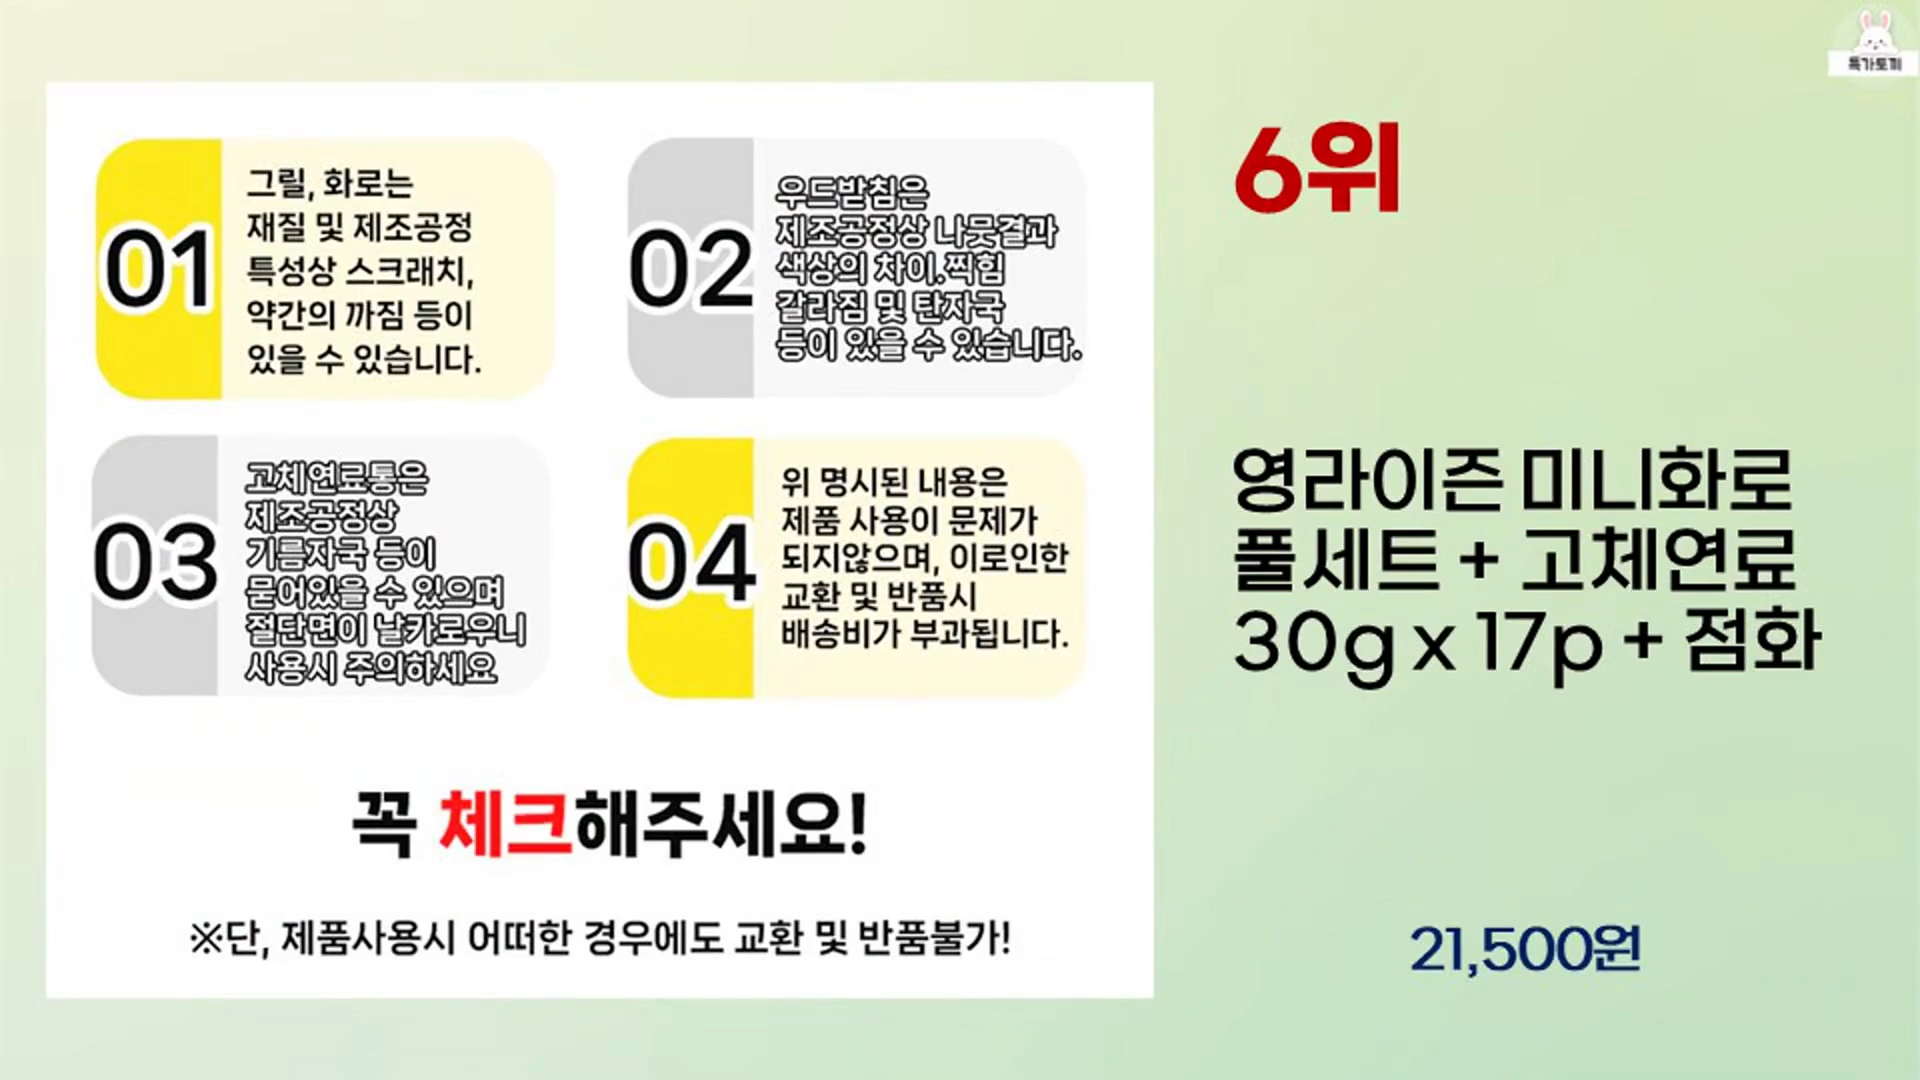 특가토끼
6위
01
그릴, 화로는
재질 및 제조공정
특성상 스크래치,
약간의 까짐 등이
있을 수 있습니다.
02
우드받침은
제조공정상 나뭇결과
색상의 차이.찍힘
갈라짐 및 탄자국
등이 있을 수 있습니다.
03
고체연료통은
제조공정상
기름자국 등이
묻어있을 수 있으며
절단면이 날카로우니
사용시 주의하세요
04
위 명시된 내용은
제품 사용이 문제가
되지않으며, 이로인한
교환 및 반품시
배송비가 부과됩니다.
꼭 체크해주세요!
※단, 제품사용시 어떠한 경우에도 교환 및 반품불가!
영라이즌 미니화로
풀세트 + 고체연료
30g x 17p + 점화
21,500원